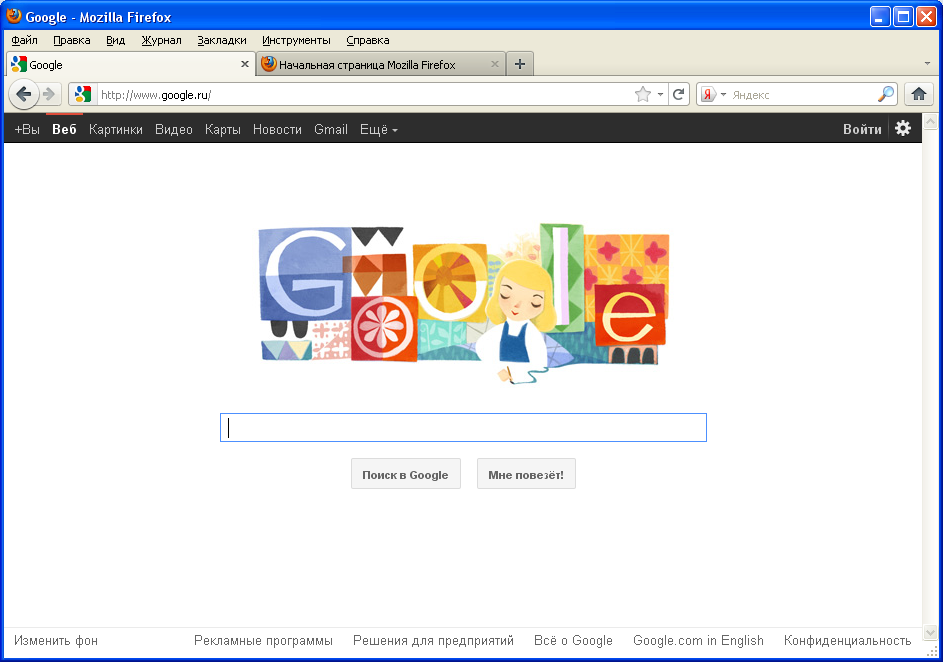 Google - Mozilla Firefox
Файл Правка Вид Журнал Закладки Инструменты Справка
Google Начальная страница Mozilla Firefox
http://www.google.ru/ Я Яндекс
+Вы Веб Картинки Видео Карты Новости Gmail Ещё Войти
Google
Поиск в Google Мне повезёт!
Изменить фон Рекламные программы Решения для предприятий Всё о Google Google.com in English Конфиденциальность